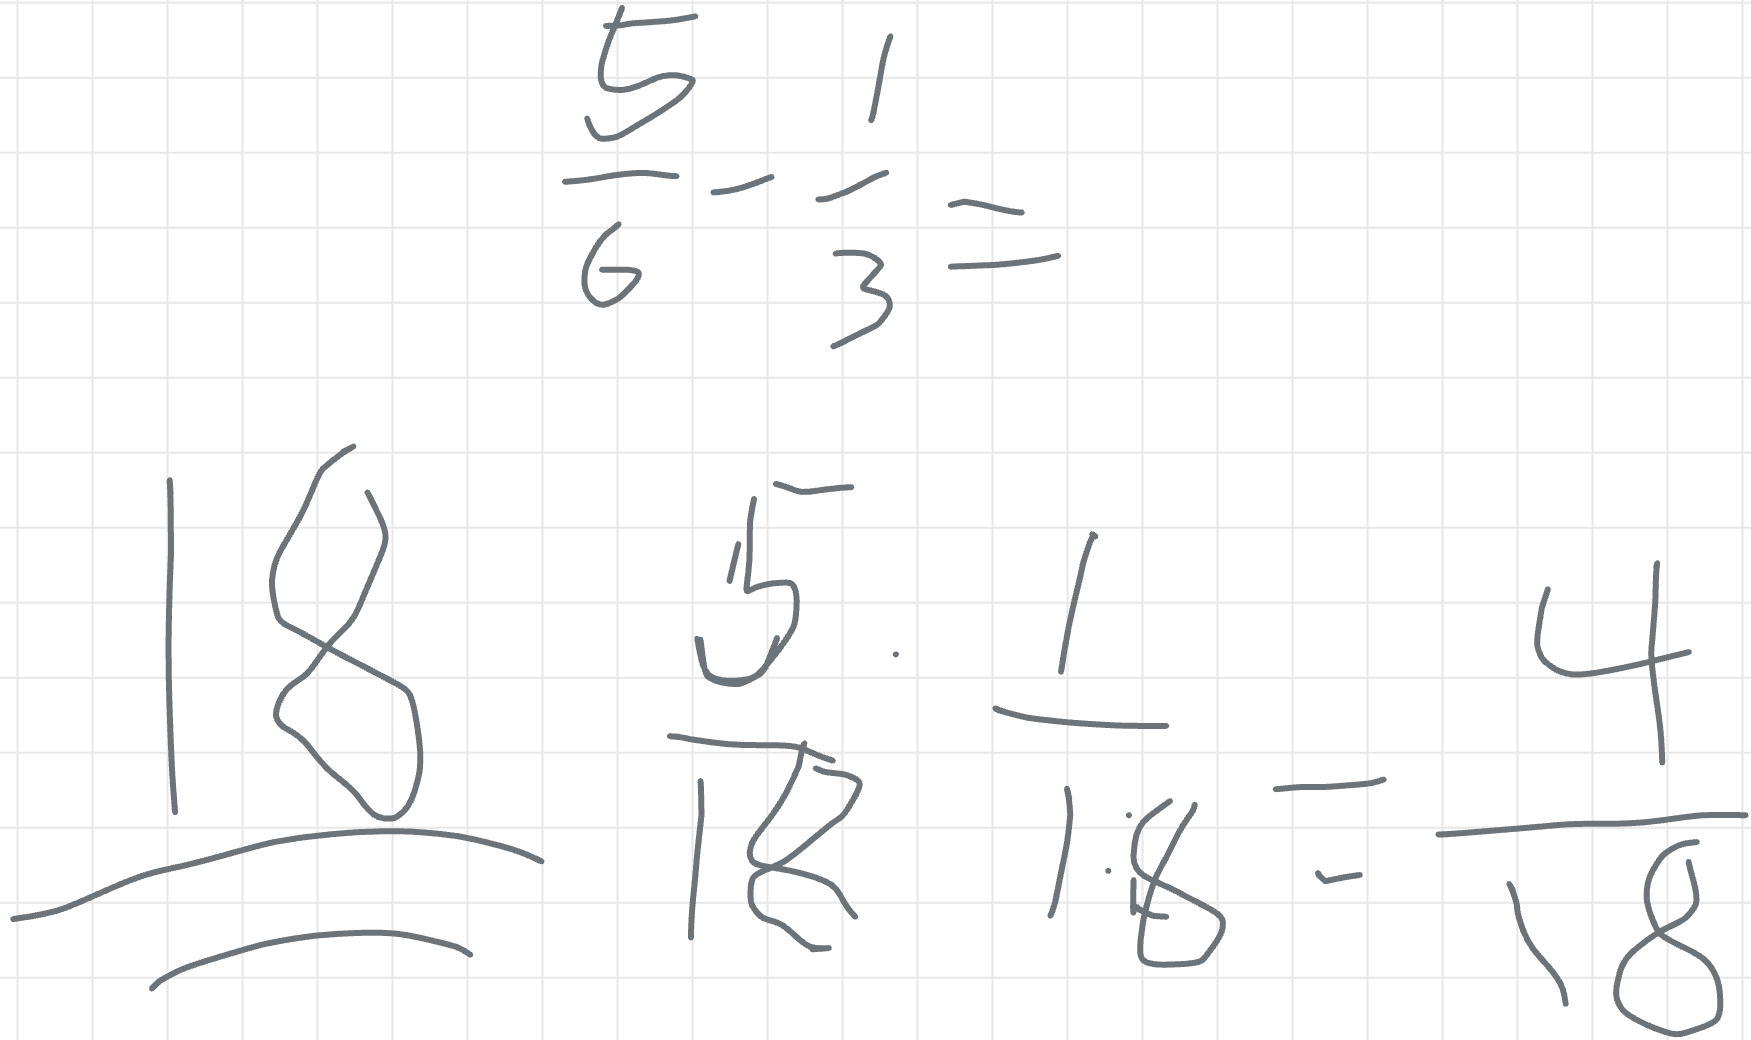 5/6 - 1/3 =
18 5/18 · 1/18 = 4/18